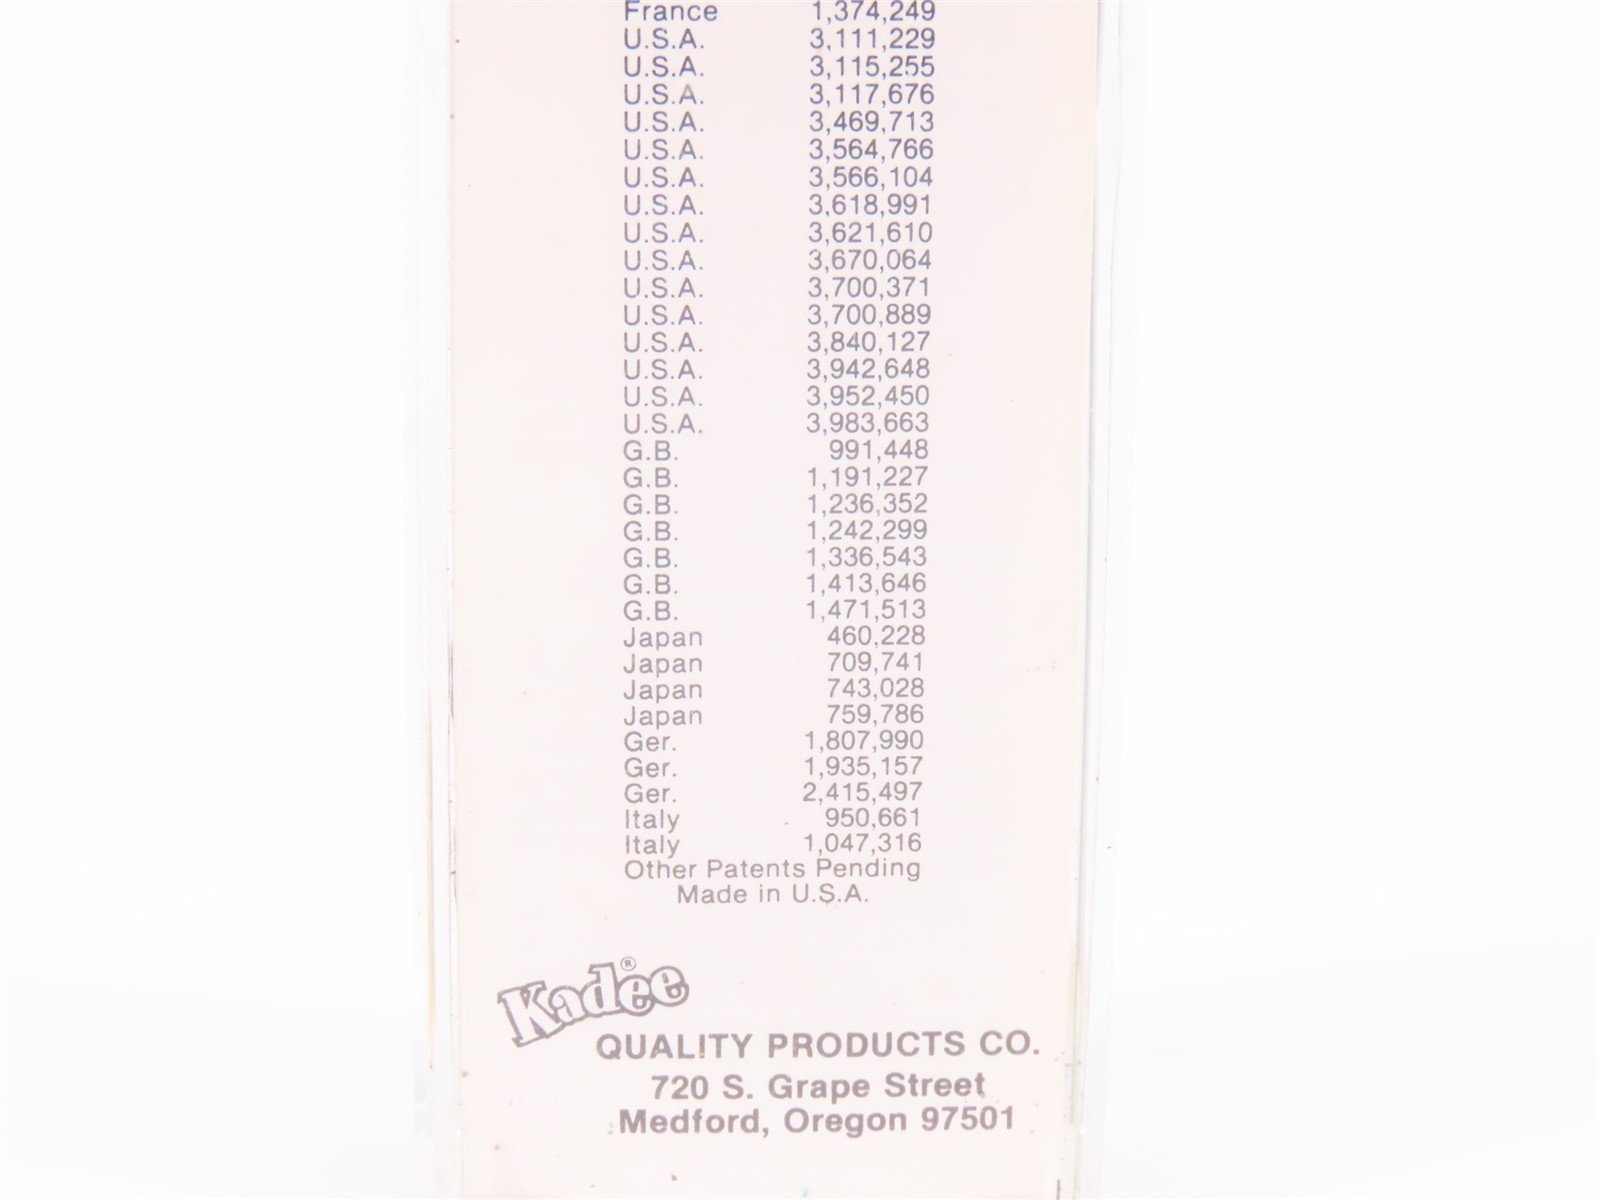 France 1,374,249
U.S.A. 3,111,229
U.S.A. 3,115,255
U.S.A. 3,117,676
U.S.A. 3,469,713
U.S.A. 3,564,766
U.S.A. 3,566,104
U.S.A. 3,618,991
U.S.A. 3,621,610
U.S.A. 3,670,064
U.S.A. 3,700,371
U.S.A. 3,700,889
U.S.A. 3,840,127
U.S.A. 3,942,648
U.S.A. 3,952,450
U.S.A. 3,983,663
G.B. 991,448
G.B. 1,191,227
G.B. 1,236,352
G.B. 1,242,299
G.B. 1,336,543
G.B. 1,413,646
G.B. 1,471,513
Japan 460,228
Japan 709,741
Japan 743,028
Japan 759,786
Ger. 1,807,990
Ger. 1,935,157
Ger. 2,415,497
Italy 950,661
Italy 1,047,316
Other Patents Pending
Made in U.S.A.
Kadee®
QUALITY PRODUCTS CO.
720 S. Grape Street
Medford, Oregon 97501